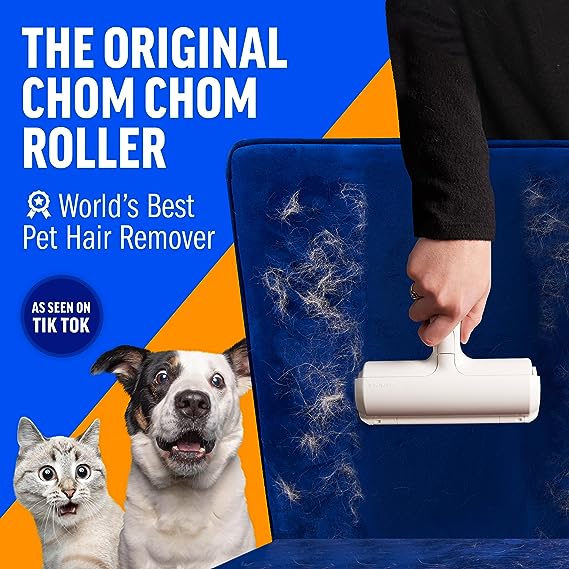 THE ORIGINAL
CHOM CHOM
ROLLER
World's Best
Pet Hair Remover
AS SEEN ON
TIK TOK